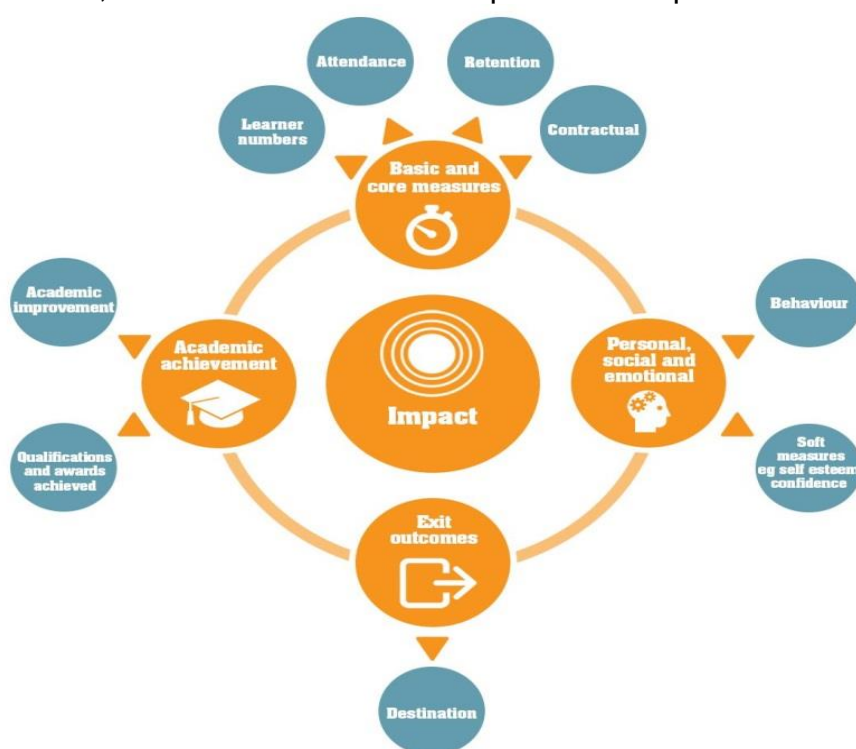 Attendance
Retention
Learner
numbers
Contractual
Basic and
core measures
Academic
improvement
Behaviour
Academic
achievement
Personal,
social and
emotional
Impact
Qualifications
and awards
achieved
Soft
measures
eg self esteem
confidence
Exit
outcomes
Destination